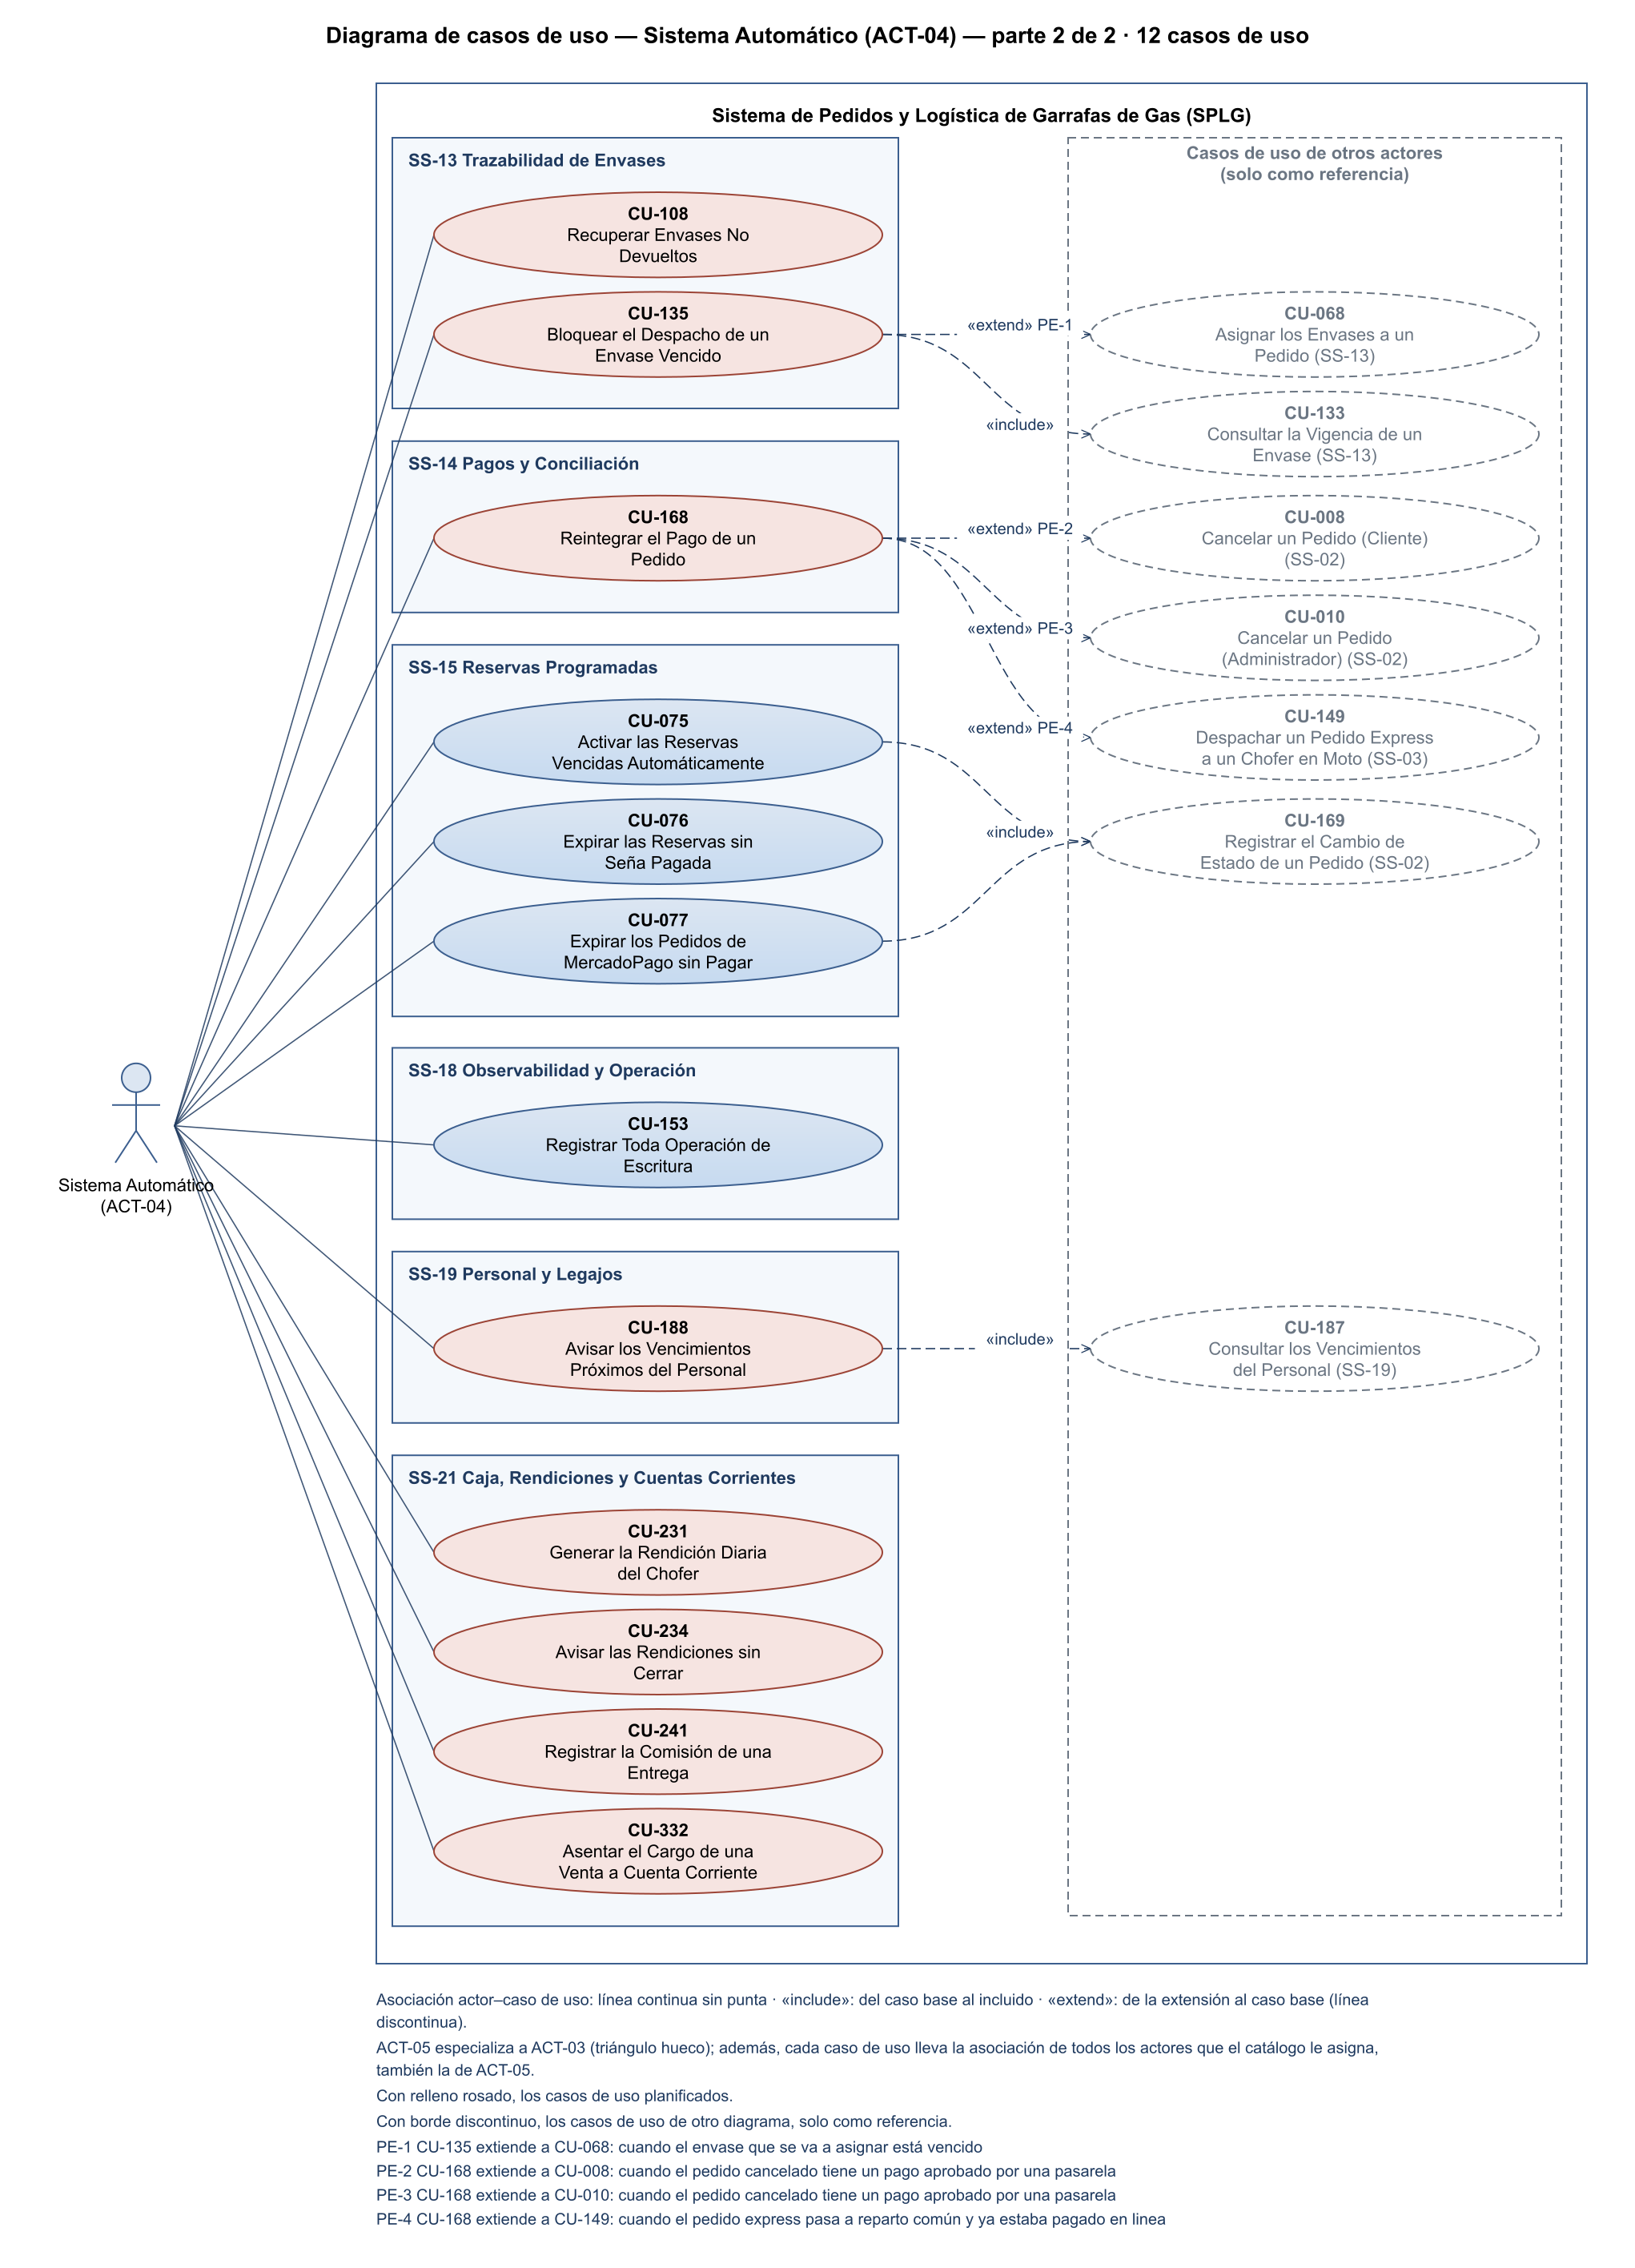 Diagrama de casos de uso — Sistema Automático (ACT-04) — parte 2 de 2 · 12 casos de uso
Sistema de Pedidos y Logística de Garrafas de Gas (SPLG)
SS-13 Trazabilidad de Envases
CU-108
Recuperar Envases No
Devueltos
CU-135
Bloquear el Despacho de un
Envase Vencido
SS-14 Pagos y Conciliación
CU-168
Reintegrar el Pago de un
Pedido
SS-15 Reservas Programadas
CU-075
Activar las Reservas
Vencidas Automáticamente
CU-076
Expirar las Reservas sin
Seña Pagada
CU-077
Expirar los Pedidos de
MercadoPago sin Pagar
SS-18 Observabilidad y Operación
CU-153
Registrar Toda Operación de
Escritura
SS-19 Personal y Legajos
CU-188
Avisar los Vencimientos
Próximos del Personal
SS-21 Caja, Rendiciones y Cuentas Corrientes
CU-231
Generar la Rendición Diaria
del Chofer
CU-234
Avisar las Rendiciones sin
Cerrar
CU-241
Registrar la Comisión de una
Entrega
CU-332
Asentar el Cargo de una
Venta a Cuenta Corriente
Sistema Automático
(ACT-04)
«extend» PE-1
«include»
«extend» PE-2
«extend» PE-3
«extend» PE-4
«include»
«include»
Casos de uso de otros actores
(solo como referencia)
CU-068
Asignar los Envases a un
Pedido (SS-13)
CU-133
Consultar la Vigencia de un
Envase (SS-13)
CU-008
Cancelar un Pedido (Cliente)
(SS-02)
CU-010
Cancelar un Pedido
(Administrador) (SS-02)
CU-149
Despachar un Pedido Express
a un Chofer en Moto (SS-03)
CU-169
Registrar el Cambio de
Estado de un Pedido (SS-02)
CU-187
Consultar los Vencimientos
del Personal (SS-19)
Asociación actor–caso de uso: línea continua sin punta · «include»: del caso base al incluido · «extend»: de la extensión al caso base (línea
discontinua).
ACT-05 especializa a ACT-03 (triángulo hueco); además, cada caso de uso lleva la asociación de todos los actores que el catálogo le asigna,
también la de ACT-05.
Con relleno rosado, los casos de uso planificados.
Con borde discontinuo, los casos de uso de otro diagrama, solo como referencia.
PE-1 CU-135 extiende a CU-068: cuando el envase que se va a asignar está vencido
PE-2 CU-168 extiende a CU-008: cuando el pedido cancelado tiene un pago aprobado por una pasarela
PE-3 CU-168 extiende a CU-010: cuando el pedido cancelado tiene un pago aprobado por una pasarela
PE-4 CU-168 extiende a CU-149: cuando el pedido express pasa a reparto común y ya estaba pagado en linea